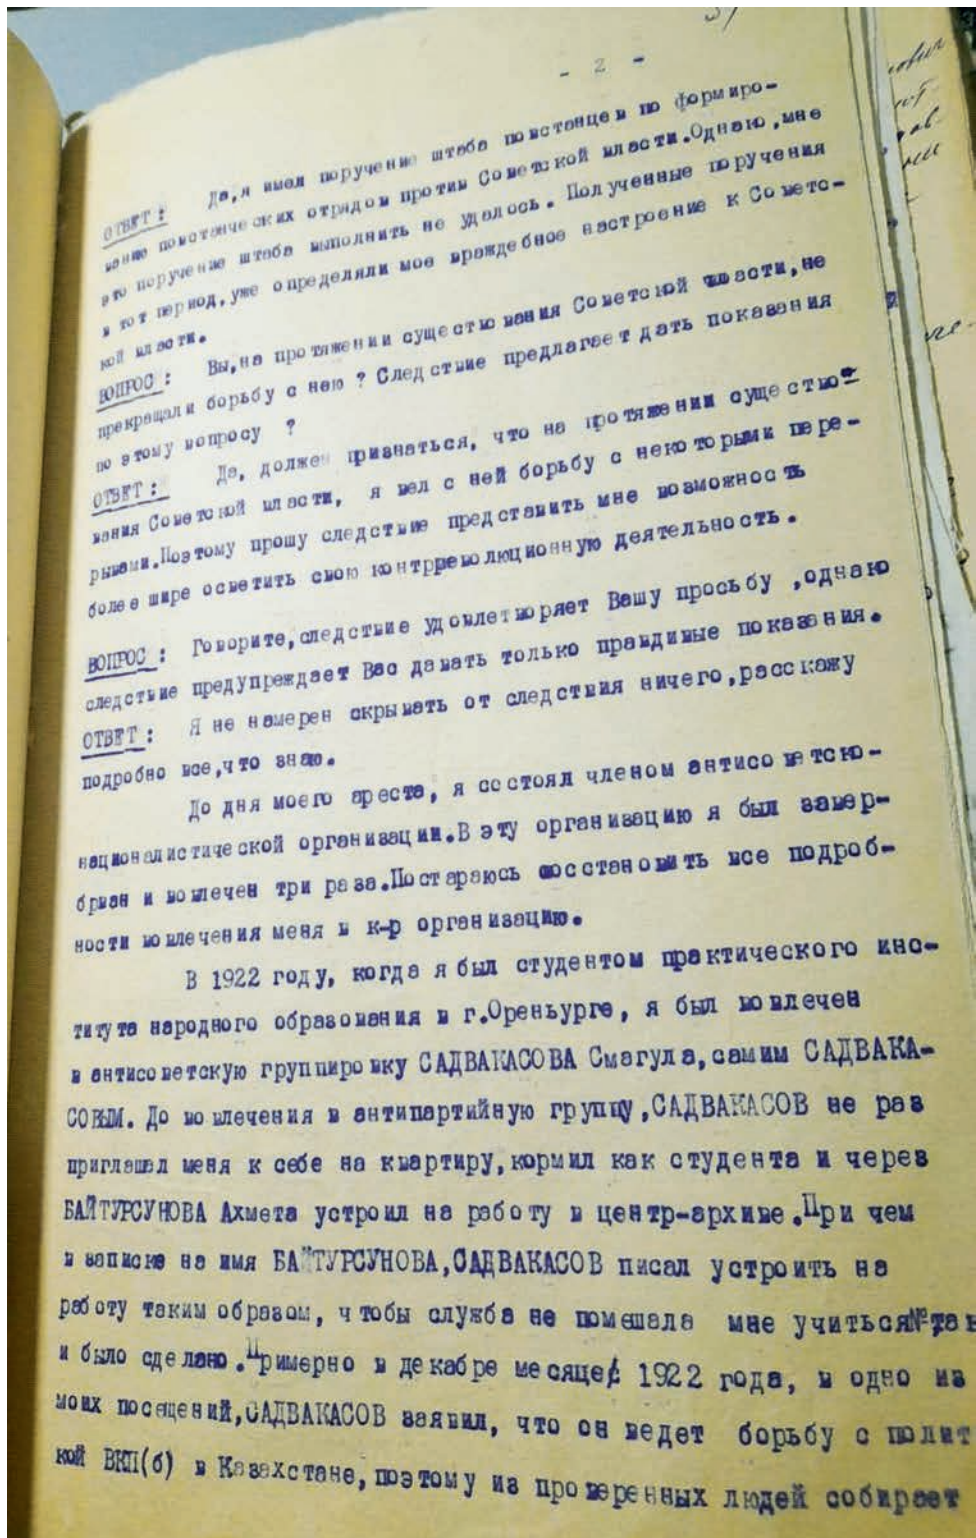 - 2 -
ОТВЕТ: Да,я имел поручение штаба повстанцев по формиро-
ванию повстанческих отрядов против Советской власти.Однако,мне
это поручение штаба выполнить не удалось. Полученные поручения
в тот период,уже определяли мое враждебное настроение к Советс-
кой власти.
ВОПРОС: Вы,на протяжении существования Советской власти,не
прекращали борьбу с нею ? Следствие предлагает дать показания
по этому вопросу ?
ОТВЕТ: Да, должен признаться, что на протяжении существо-
вания Советской власти, я вел с ней борьбу с некоторыми пере-
рывами.Поэтому прошу следствие представить мне возможность
более шире осветить свою контрреволюционную деятельность.
ВОПРОС: Говорите,следствие удовлетворяет Вашу просьбу ,однако
следствие предупреждает Вас давать только правдивые показания.
ОТВЕТ: Я не намерен скрывать от следствия ничего,расскажу
подробно все,что знаю.
До дня моего ареста, я состоял членом антисоветско-
националистической организации.В эту организацию я был завер-
брван и вовлечен три раза.Постараюсь восстановить все подроб-
ности вовлечения меня в к-р организацию.
В 1922 году, когда я был студентом практического инс-
титута народного образования в г.Ореньурге, я был вовлечен
в антисоветскую группировку САДВАКАСОВА Смагула,самим САДВАКА-
СОВЫМ. До вовлечения в антипартийную группу,САДВАКАСОВ не раз
приглашал меня к себе на квартиру,кормил как студента и через
БАЙТУРСУНОВА Ахмета устроил на работу в центр-архиве.При чем
в записке на имя БАЙТУРСУНОВА,САДВАКАСОВ писал устроить на
работу таким образом, чтобы служба не помешала мне учиться так
и было сделано.Примерно в декабре месяце 1922 года, в одно из
моих посещений,САДВАКАСОВ заявил, что он ведет борьбу с полит
кой ВКП(б) в Казахстане,поэтому из проверенных людей собирает